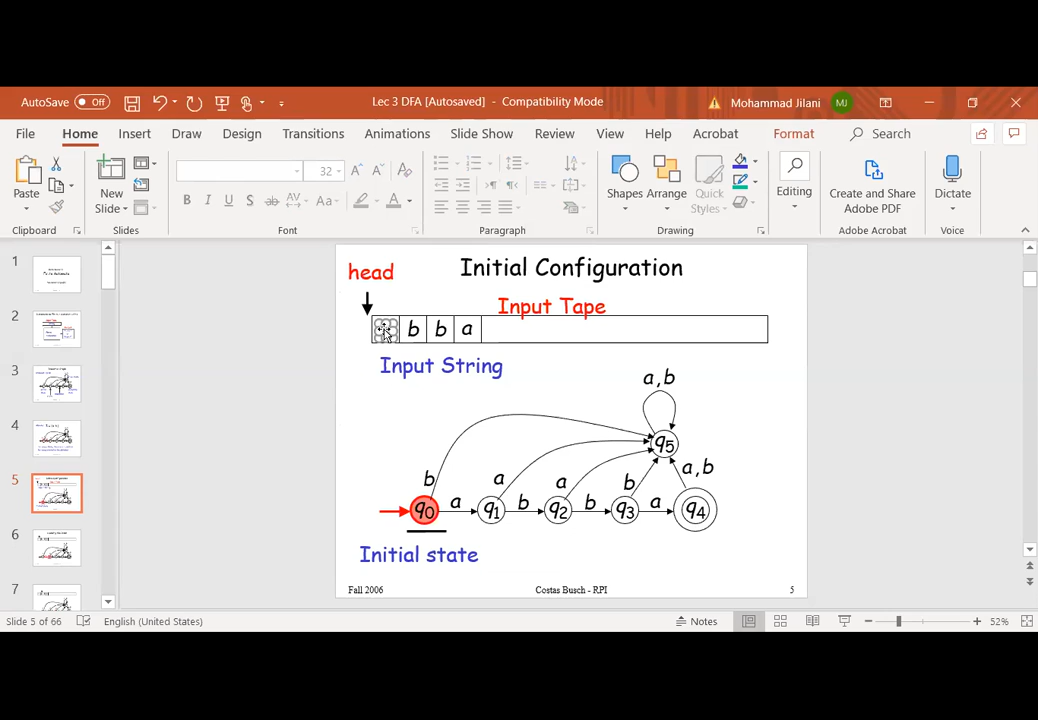 AutoSave Off Lec 3 DFA [Autosaved] - Compatibility Mode Mohammad Jilani MJ
File Home Insert Draw Design Transitions Animations Slide Show Review View Help Acrobat Format Search
32 A A A
Paste New Slide B I U S ab AV Aa A Shapes Arrange Quick Styles Editing Create and Share Adobe PDF Dictate
Clipboard Slides Font Paragraph Drawing Adobe Acrobat Voice
1
2
3
4
5
6
7
head Initial Configuration
Input Tape
b b a
Input String
a,b
q5
b a a b a,b
q0 a q1 b q2 b q3 a q4
Initial state
Fall 2006 Costas Busch - RPI 5
Slide 5 of 66 English (United States) Notes 52%